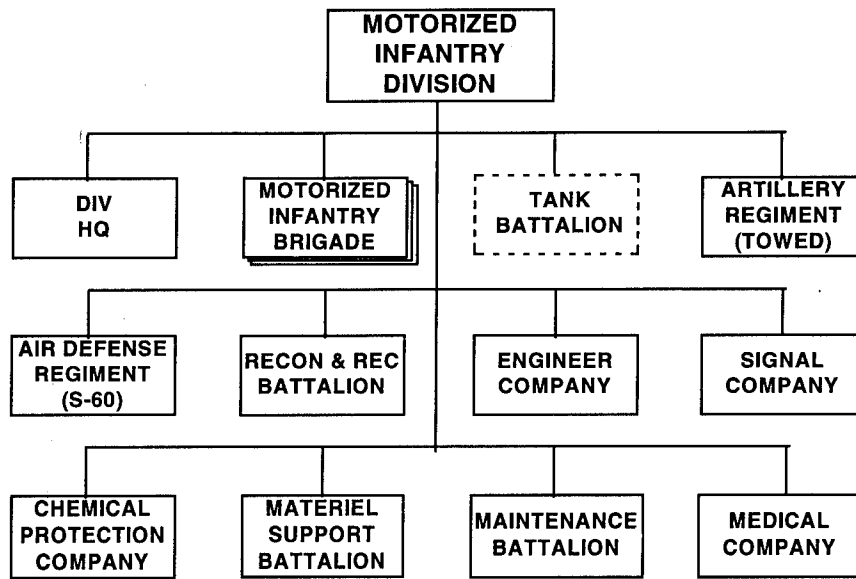 MOTORIZED
INFANTRY
DIVISION
DIV
HQ
MOTORIZED
INFANTRY
BRIGADE
TANK
BATTALION
ARTILLERY
REGIMENT
(TOWED)
AIR DEFENSE
REGIMENT
(S-60)
RECON & REC
BATTALION
ENGINEER
COMPANY
SIGNAL
COMPANY
CHEMICAL
PROTECTION
COMPANY
MATERIEL
SUPPORT
BATTALION
MAINTENANCE
BATTALION
MEDICAL
COMPANY